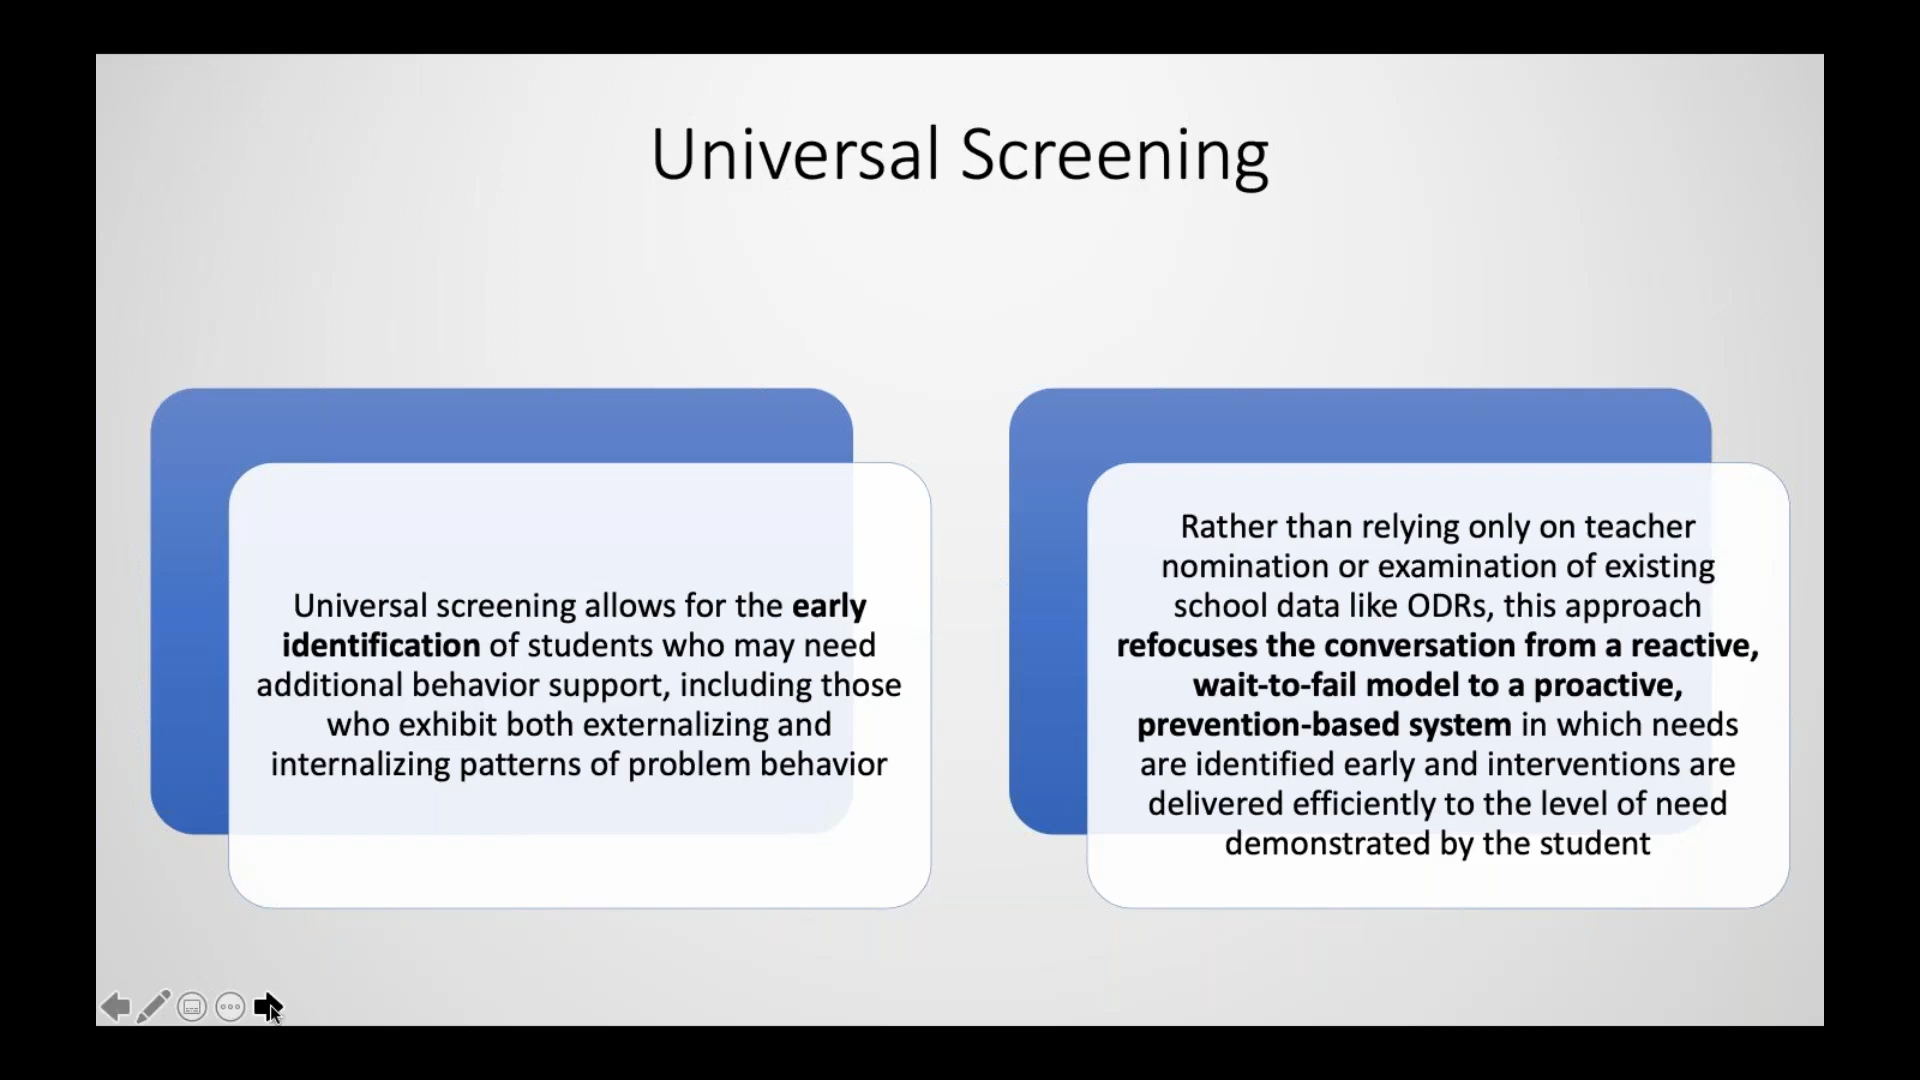 Universal Screening
Universal screening allows for the early
identification of students who may need
additional behavior support, including those
who exhibit both externalizing and
internalizing patterns of problem behavior
Rather than relying only on teacher
nomination or examination of existing
school data like ODRs, this approach
refocuses the conversation from a reactive,
wait-to-fail model to a proactive,
prevention-based system in which needs
are identified early and interventions are
delivered efficiently to the level of need
demonstrated by the student